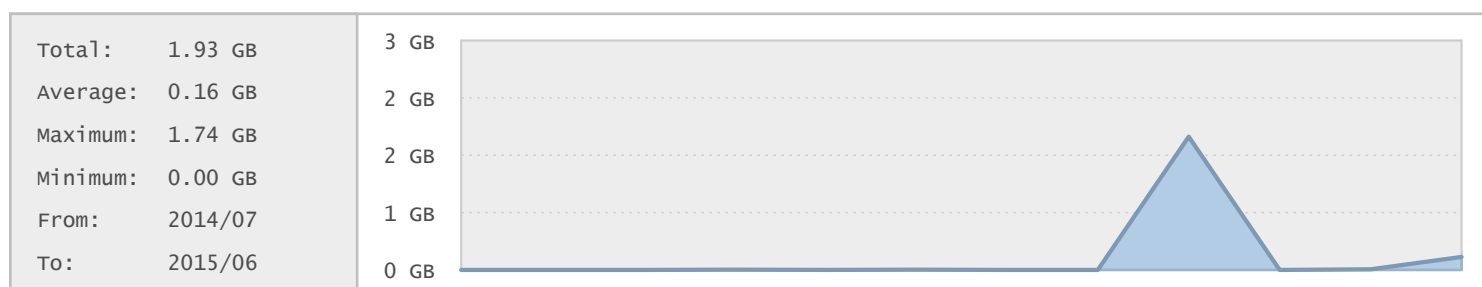 Total: 1.93 GB
Average: 0.16 GB
Maximum: 1.74 GB
Minimum: 0.00 GB
From: 2014/07
To: 2015/06
3 GB
2 GB
2 GB
1 GB
0 GB